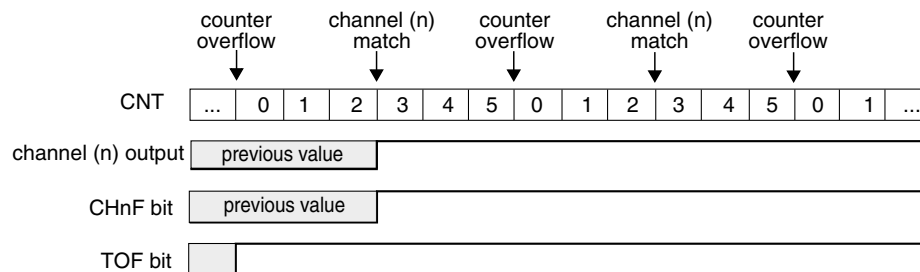 counter overflow
channel (n) match
counter overflow
channel (n) match
counter overflow
CNT ... 0 1 2 3 4 5 0 1 2 3 4 5 0 1 ...
channel (n) output previous value
CHnF bit previous value
TOF bit